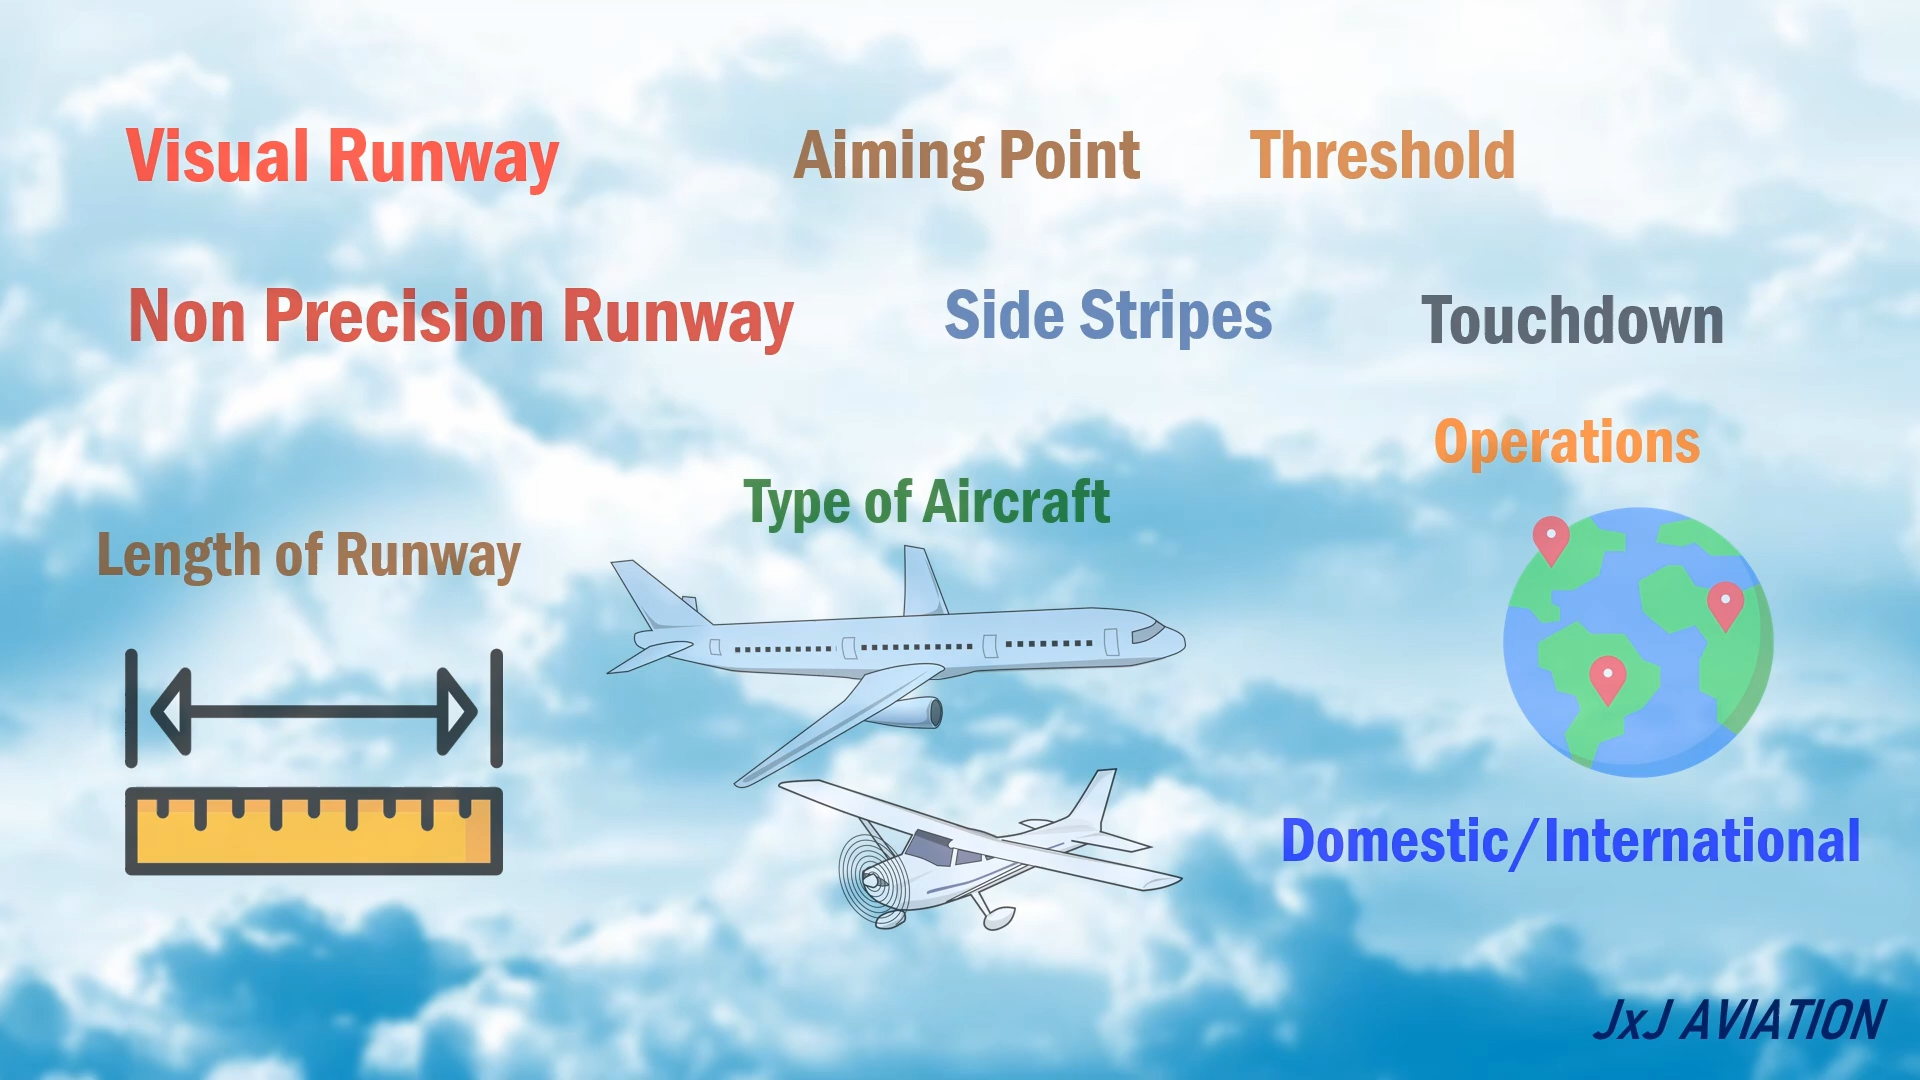 Visual Runway
Aiming Point
Threshold
Non Precision Runway
Side Stripes
Touchdown
Operations
Type of Aircraft
Length of Runway
Domestic/International
JxJ AVIATION